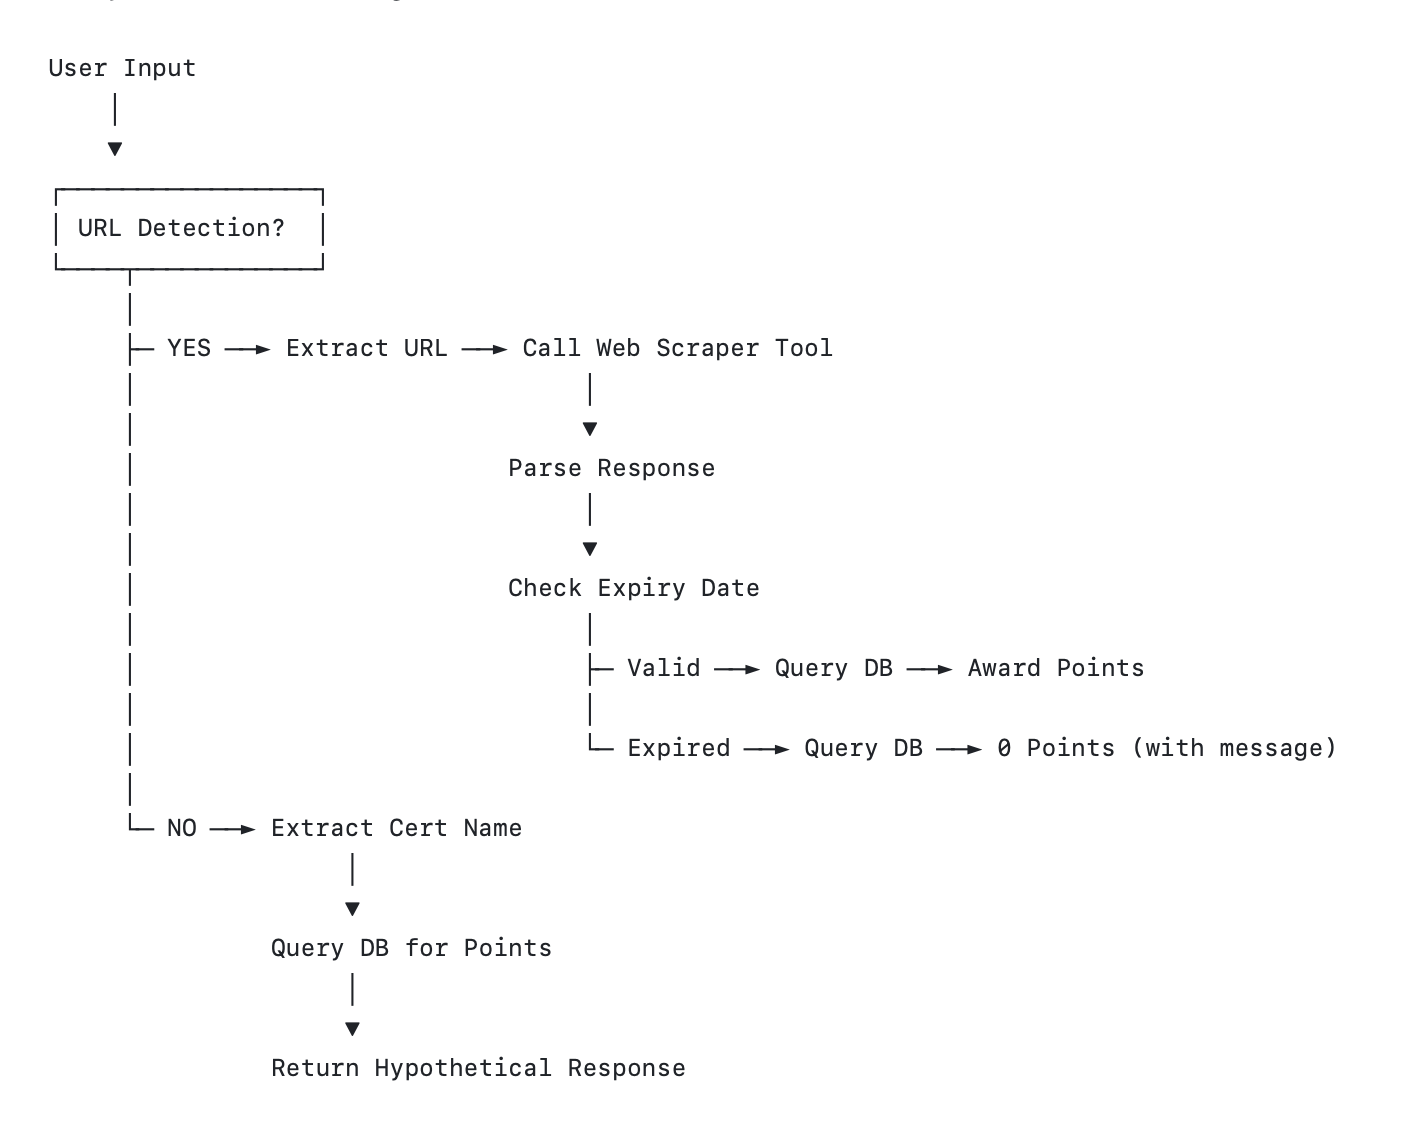 User Input
URL Detection?
YES Extract URL Call Web Scraper Tool
Parse Response
Check Expiry Date
Valid Query DB Award Points
Expired Query DB 0 Points (with message)
NO Extract Cert Name
Query DB for Points
Return Hypothetical Response